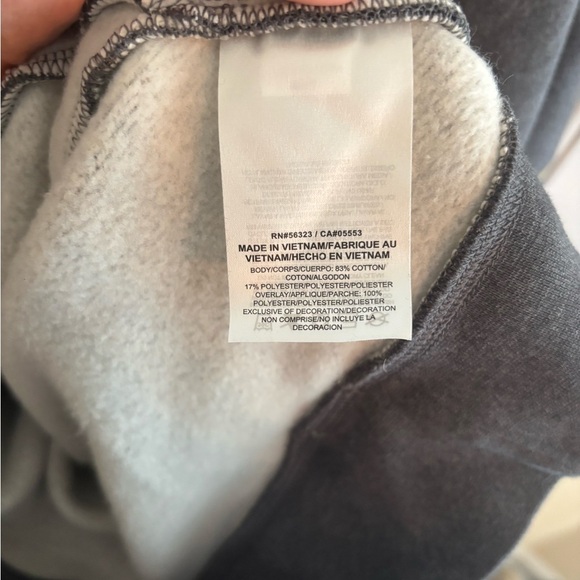 RN#56323 / CA#05553
MADE IN VIETNAM/FABRIQUE AU
VIETNAM/HECHO EN VIETNAM
BODY/CORPS/CUERPO: 83% COTTON/
COTON/ALGODON
17% POLYESTER/POLYESTER/POLIESTER
OVERLAY/APPLIQUE/PARCHE: 100%
POLYESTER/POLYESTER/POLIESTER
EXCLUSIVE OF DECORATION/DECORATION
NON COMPRISE/NO INCLUYE LA
DECORACION